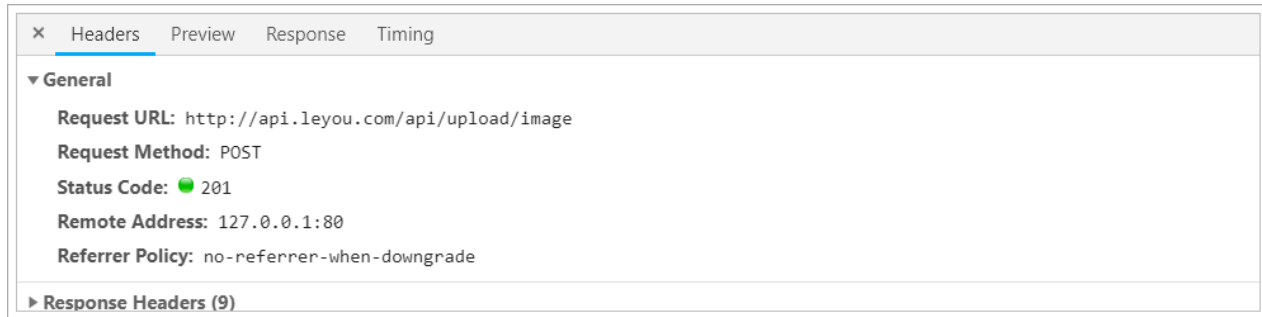 × Headers Preview Response Timing
▼ General
Request URL: http://api.leyou.com/api/upload/image
Request Method: POST
Status Code: 201
Remote Address: 127.0.0.1:80
Referrer Policy: no-referrer-when-downgrade
▶ Response Headers (9)